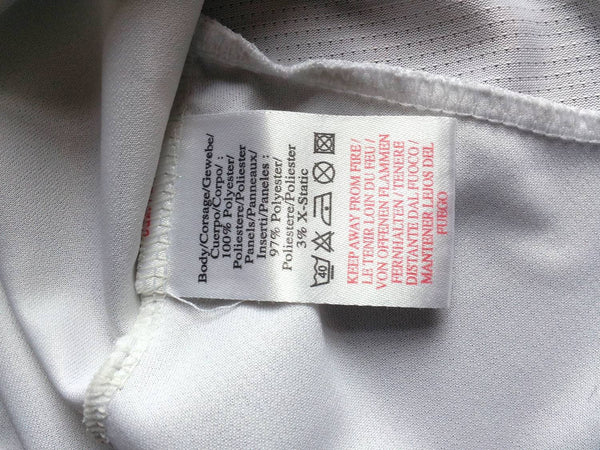 Body/Corsage/Gewebe/
Cuerpo/Corpo/ :
100% Polyester/
Poliestere/Poliester
Panels/Panneaux/
Inserti/Paneles :
97% Polyester/
Poliestere/Poliester
3% X-Static
40
KEEP AWAY FROM FIRE/
LE TENIR LOIN DU FEU /
VON OFFENEN FLAMMEN
FERNHALTEN / TENERE
DISTANTE DAL FUOCO /
MANTENER LEJOS DEL
FUEGO